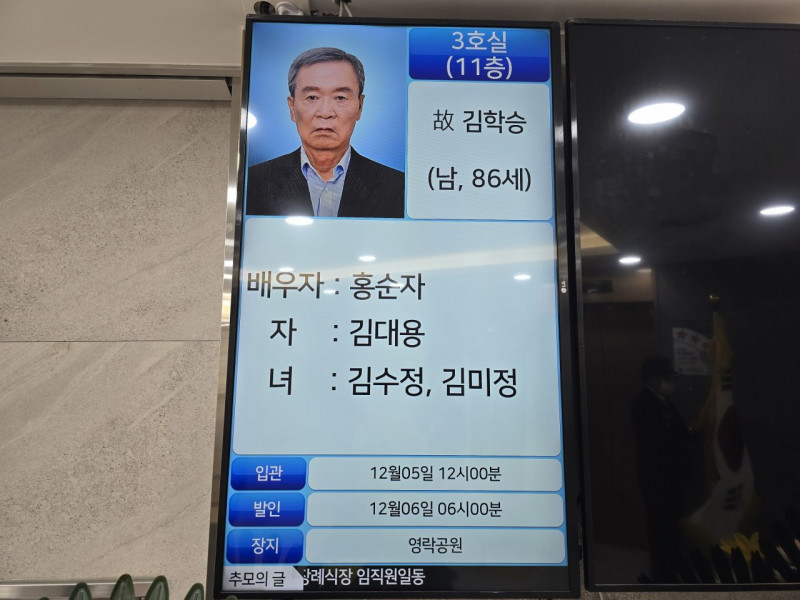 3호실
(11층)
故 김학승
(남, 86세)
배우자 : 홍순자
자 : 김대용
녀 : 김수정, 김미정
입관 12월05일 12시00분
발인 12월06일 06시00분
장지 영락공원
추모의 글 장례식장 임직원일동